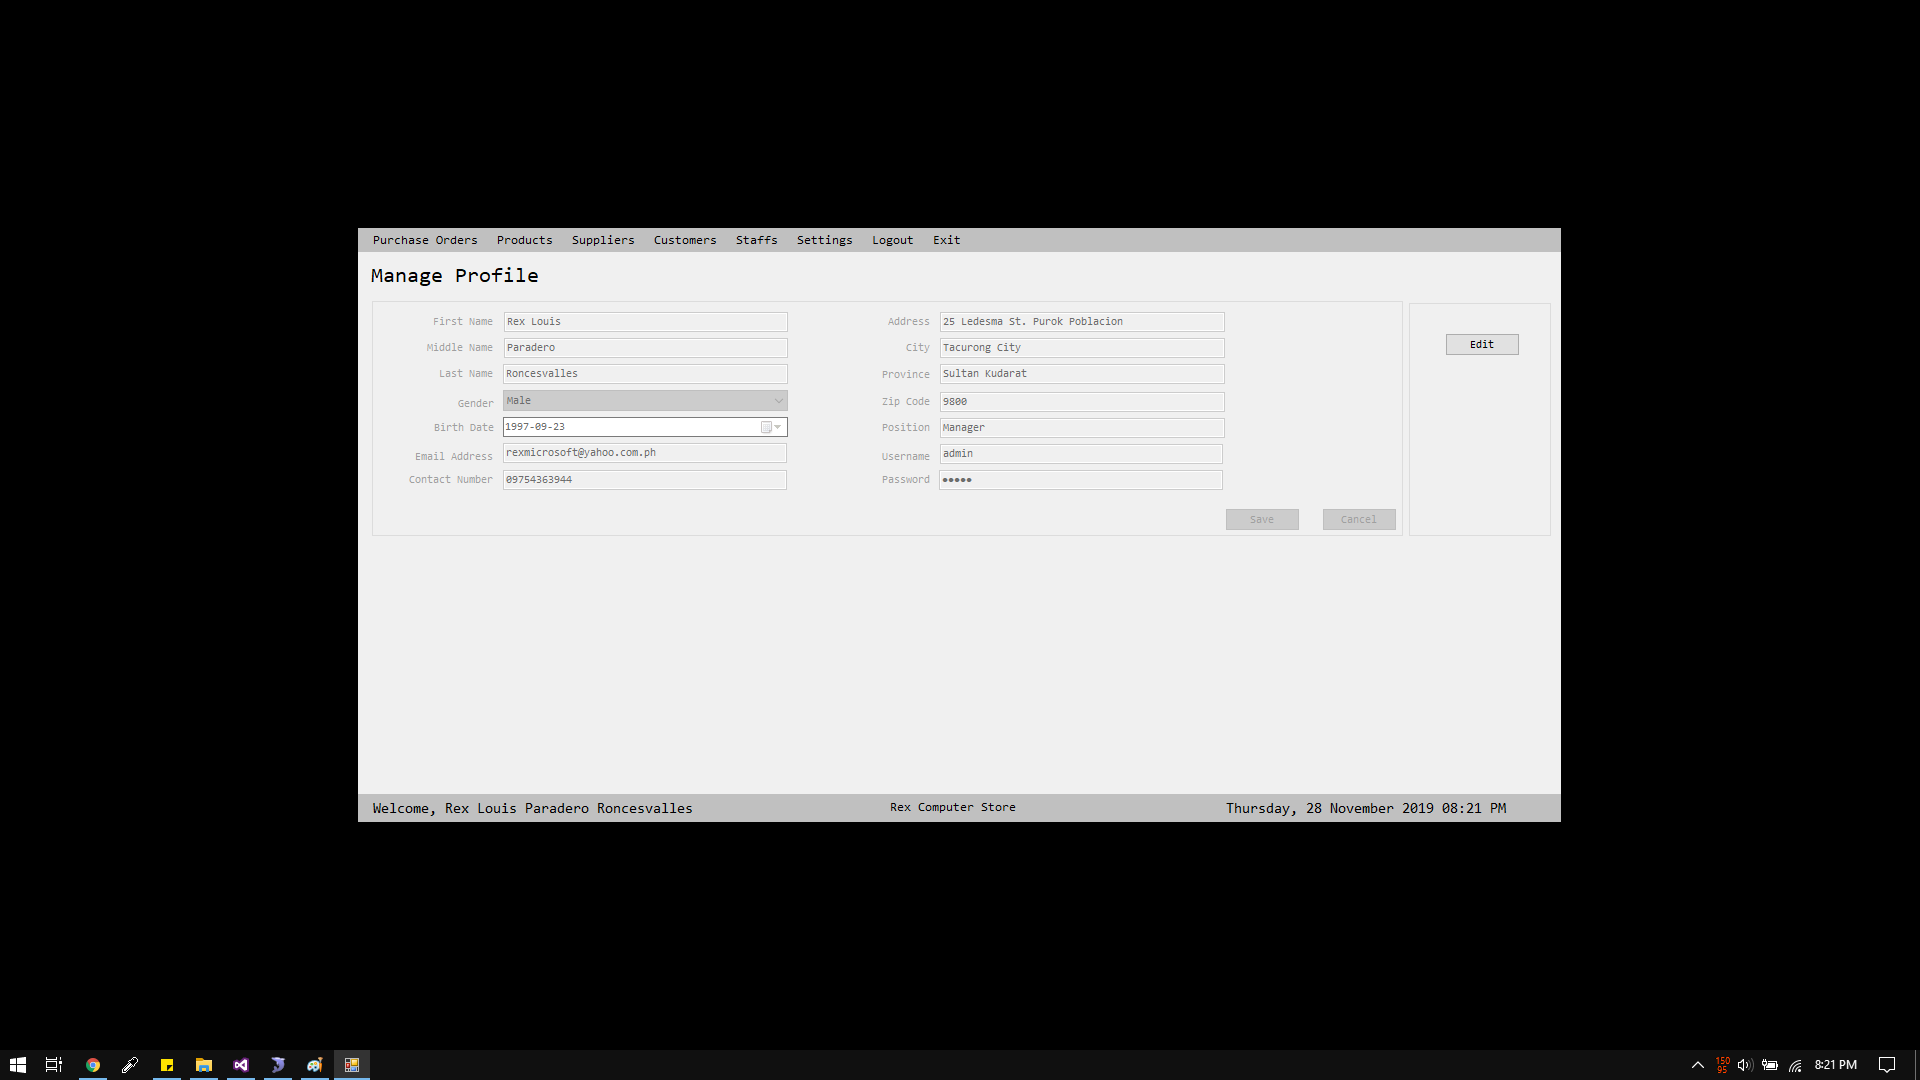 Purchase Orders Products Suppliers Customers Staffs Settings Logout Exit
Manage Profile
First Name Rex Louis
Middle Name Paradero
Last Name Roncesvalles
Gender Male
Birth Date 1997-09-23
Email Address rexmicrosoft@yahoo.com.ph
Contact Number 09754363944
Address 25 Ledesma St. Purok Poblacion
City Tacurong City
Province Sultan Kudarat
Zip Code 9800
Position Manager
Username admin
Password •••••
Save Cancel
Edit
Welcome, Rex Louis Paradero Roncesvalles Rex Computer Store Thursday, 28 November 2019 08:21 PM
150
95
8:21 PM